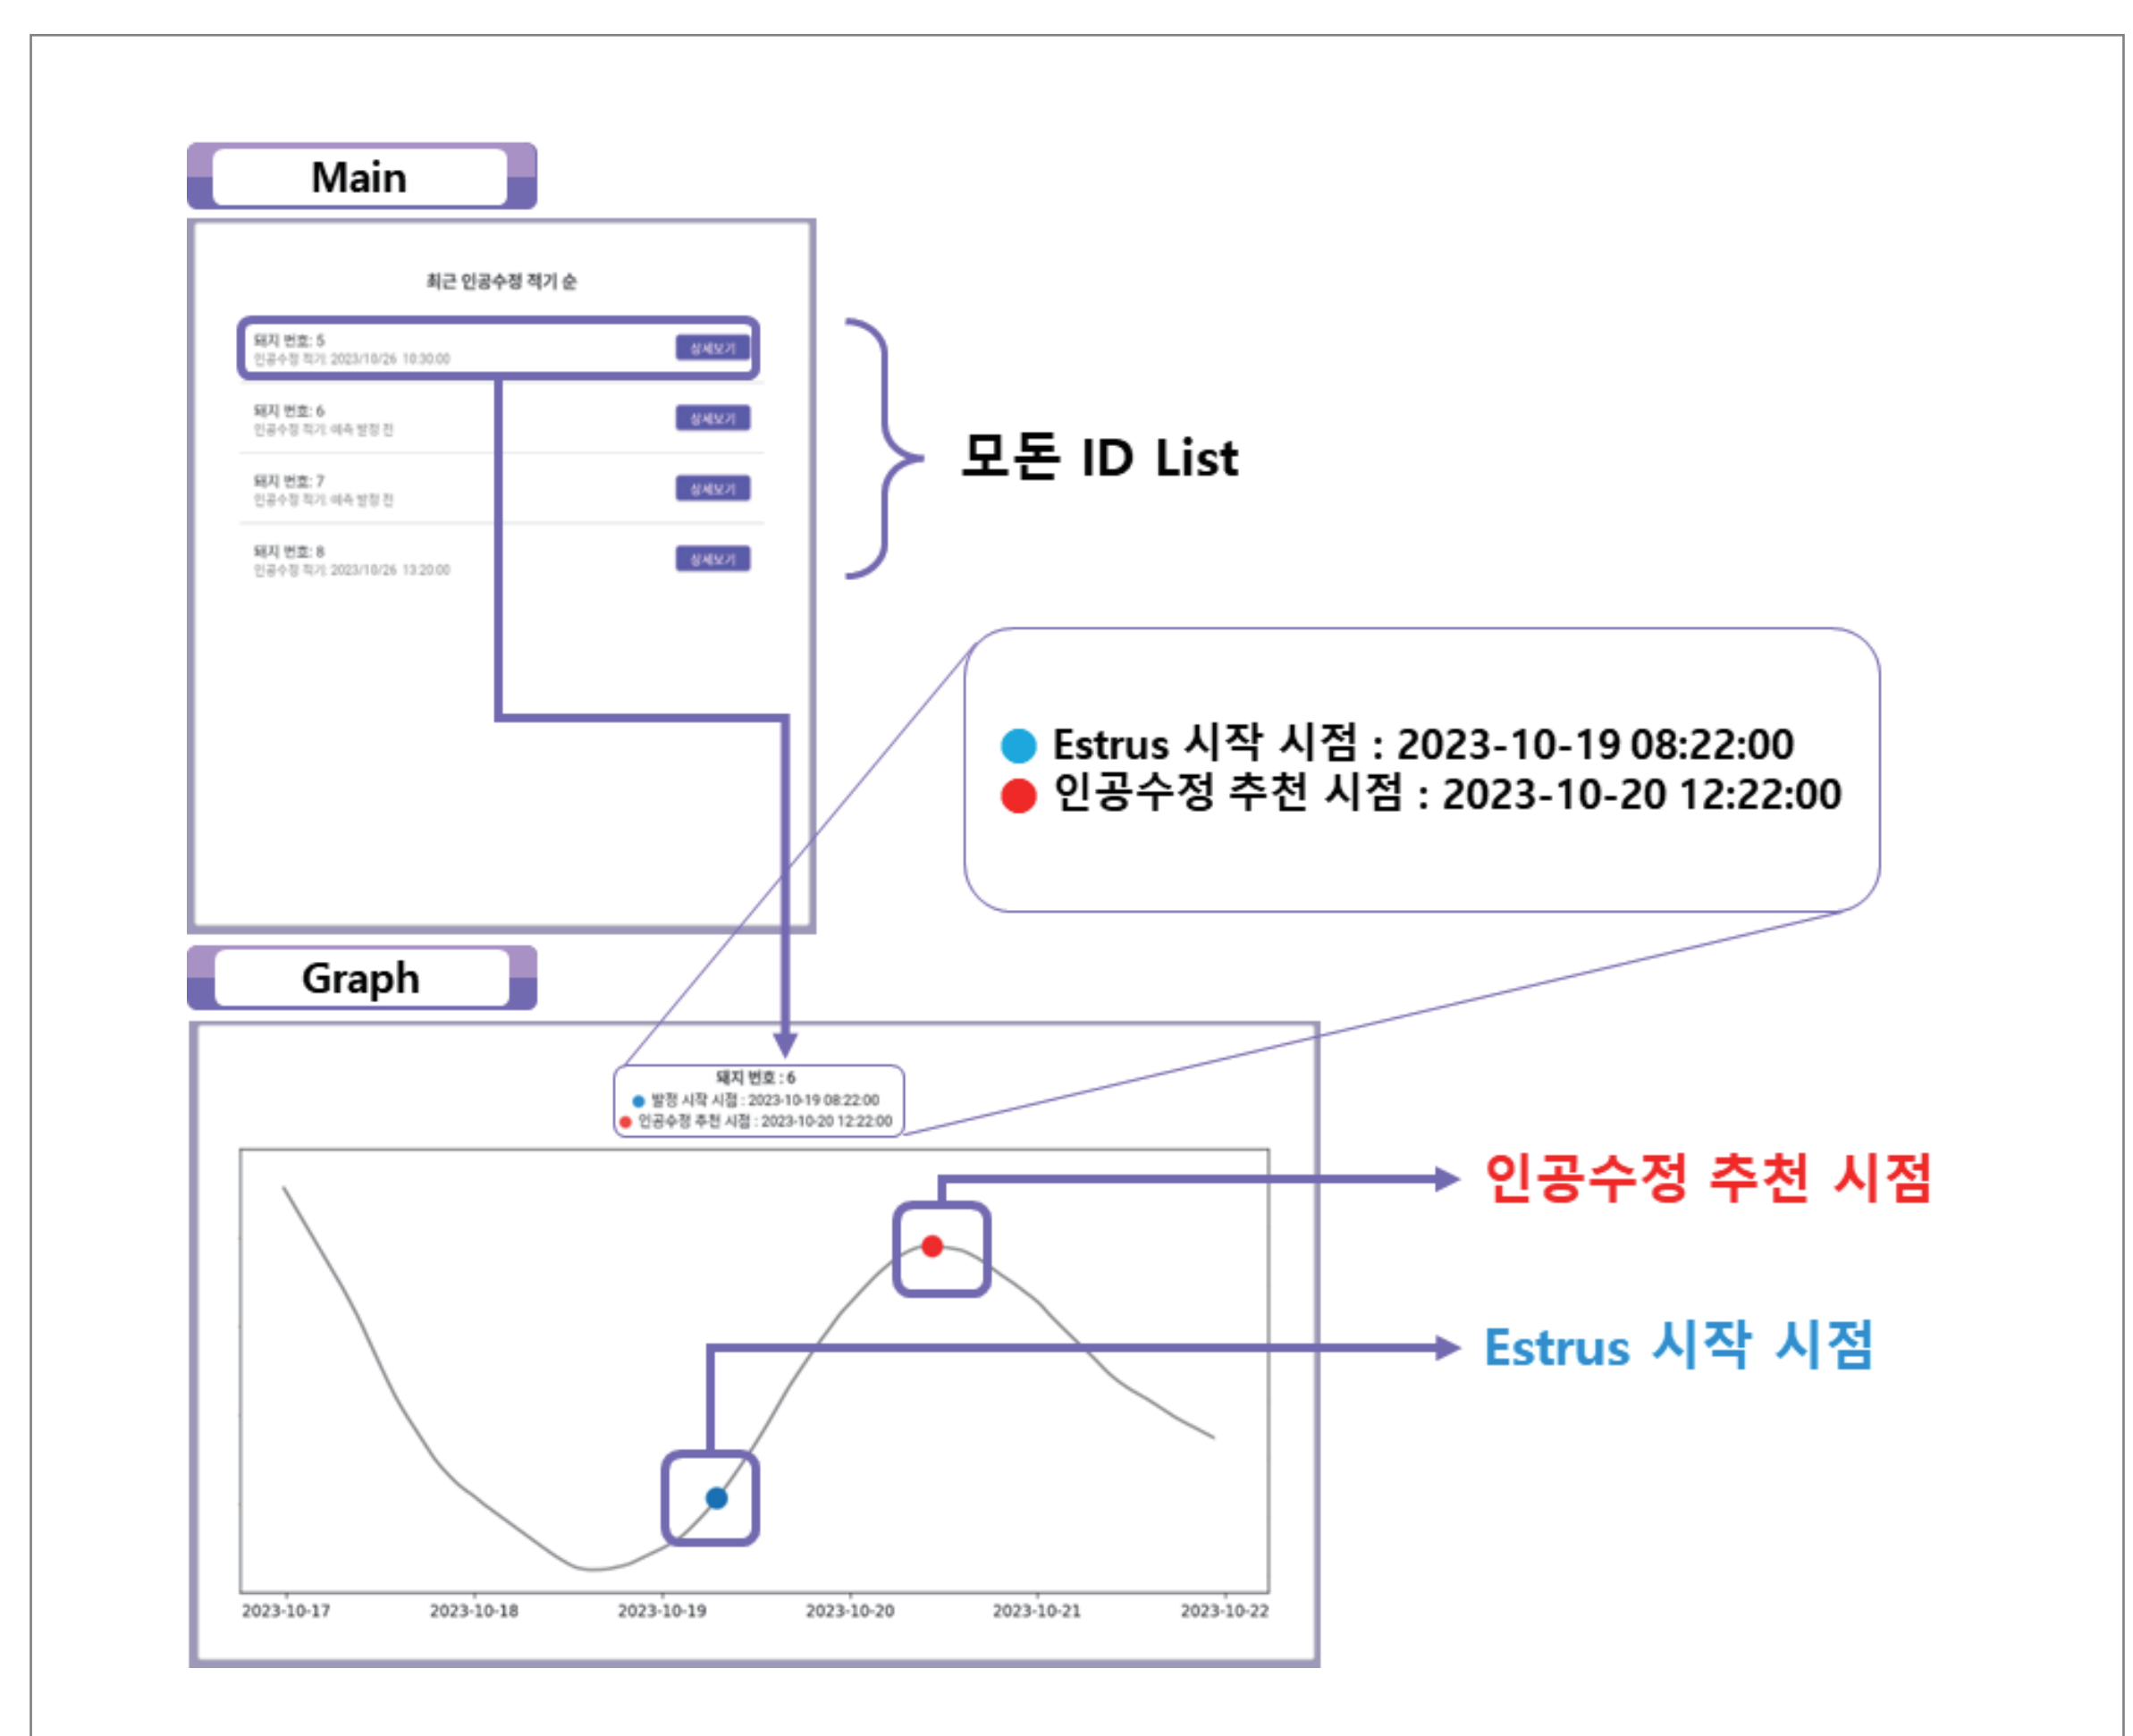 Main
최근 인공수정 적기 순
돼지 번호: 5
인공수정 적기: 2023/10/26 10:30:00
상세보기
돼지 번호: 6
인공수정 적기: 예측 발정 전
상세보기
돼지 번호: 7
인공수정 적기: 예측 발정 전
상세보기
돼지 번호: 8
인공수정 적기: 2023/10/26 13:20:00
상세보기
모돈 ID List
Estrus 시작 시점 : 2023-10-19 08:22:00
인공수정 추천 시점 : 2023-10-20 12:22:00
Graph
돼지 번호 : 6
발정 시작 시점 : 2023-10-19 08:22:00
인공수정 추천 시점 : 2023-10-20 12:22:00
인공수정 추천 시점
Estrus 시작 시점
2023-10-17 2023-10-18 2023-10-19 2023-10-20 2023-10-21 2023-10-22